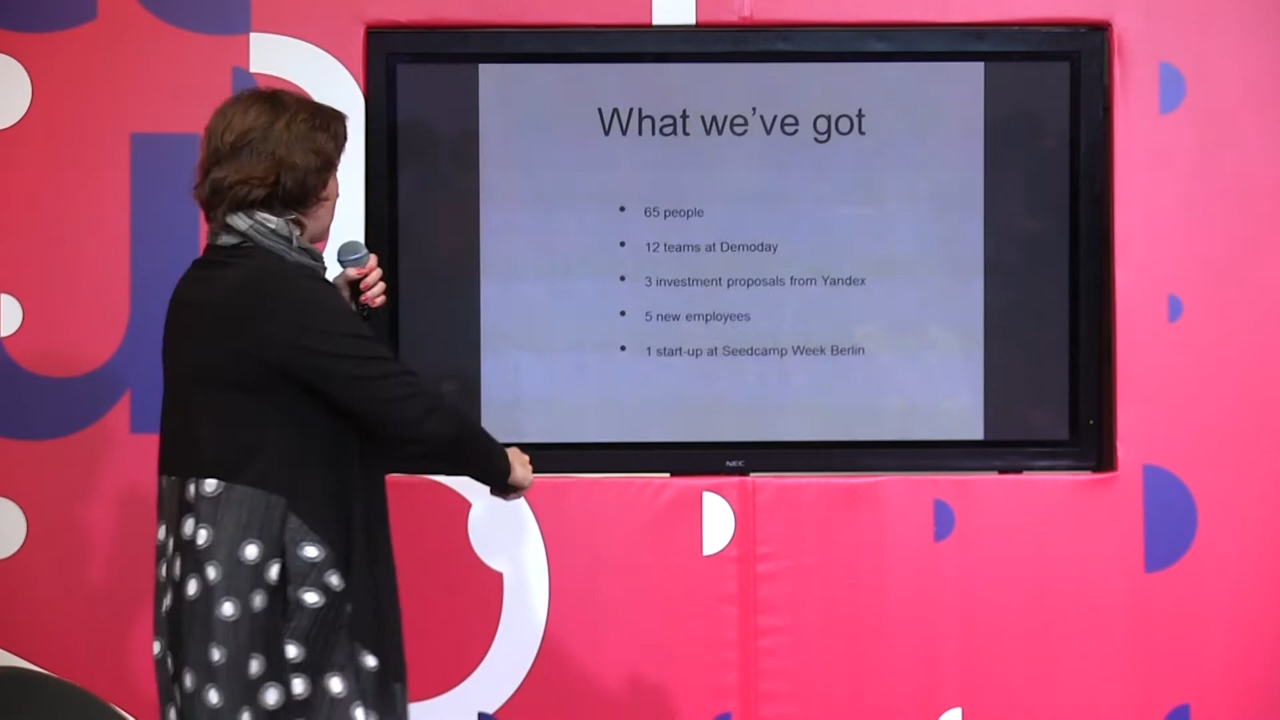 What we've got
• 65 people
• 12 teams at Demoday
• 3 investment proposals from Yandex
• 5 new employees
• 1 start-up at Seedcamp Week Berlin
NEC